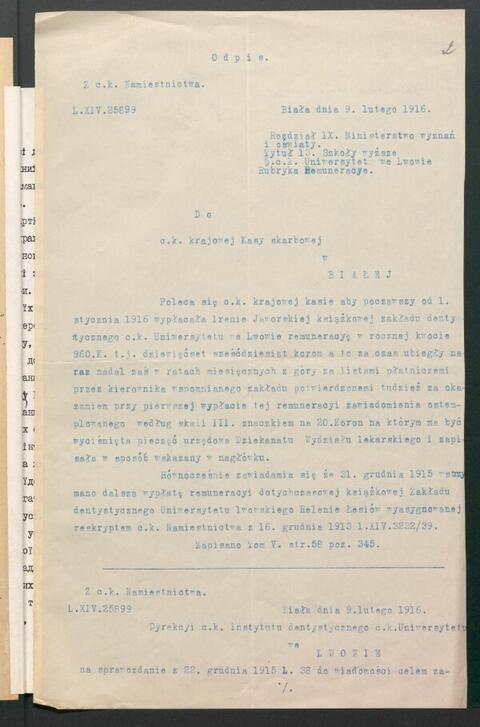 2
Odpis.
Z c.k. Namiestnictwa.
L.XIV.25899
Biała dnia 9. lutego 1916.
Rozdział IX. Ministerstwo wyznań
i oświaty.
Tytuł 13. Szkoły wyższe
c.k. Uniwersytet we Lwowie
Rubryka Remuneracye.
Do
c.k. krajowej Kasy skarbowej
w
BIAŁEJ
Poleca się c.k. krajowej kasie aby począwszy od 1.
stycznia 1916 wypłacała Irenie Jaworskiej książkowej zakładu denty=
stycznego c.k. Uniwersytetu we Lwowie remuneracyę w rocznej kwocie
960.K. t.j. dziewięćset sześćdziesiąt koron a to za czas ubiegły na=
raz nadal zaś w ratach miesięcznych z góry za listami płatniczemi
przez kierownika wspomnianego zakładu potwierdzonemi tudzież za oka=
zaniem przy pierwszej wypłacie tej remuneracyi zawiadomienia ostem=
plowanego według skali III. znaczkiem na 20.Koron na którym ma być
wyciśnięta pieczęć urzędowa Dziekanatu Wydziału lekarskiego i zapi=
sała w sposób wskazany w nagłówku.
Równocześnie zawiadamia się że 31. grudnia 1915 wstrzy
mano dalszą wypłatę remuneracyi dotychczasowej książkowej Zakładu
dentystycznego Uniwersytetu lwowskiego Helenie Łesiów wyasygnowanej
reskryptem c.k. Namiestnictwa z 16. grudnia 1913 l.XIV.3232/39.
Zapisano Tom V. str.58 poz. 345.
Z c.k. Namiestnictwa.
L.XIV.25899
Biała dnia 9.lutego 1916.
Dyrekcyi c.k. instytutu dentystycznego c.k.Uniwersytetu
we
LWOWIE
na sprawozdanie z 22. grudnia 1915 L. 38 do wiadomości celem za-
·/.